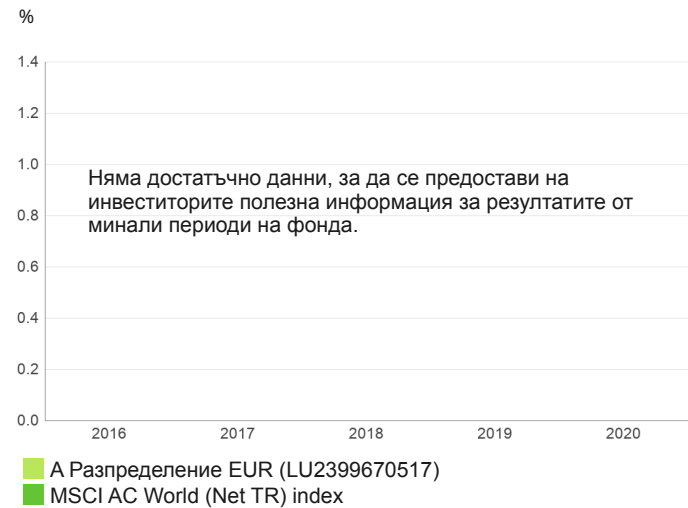 %
1.4
1.2
1.0
Няма достатъчно данни, за да се предостави на
инвеститорите полезна информация за резултатите от
0.8
минали периоди на фонда.
0.6
0.4
0.2
0.0
2016 2017 2018 2019 2020
А Разпределение EUR (LU2399670517)
MSCI AC World (Net TR) index